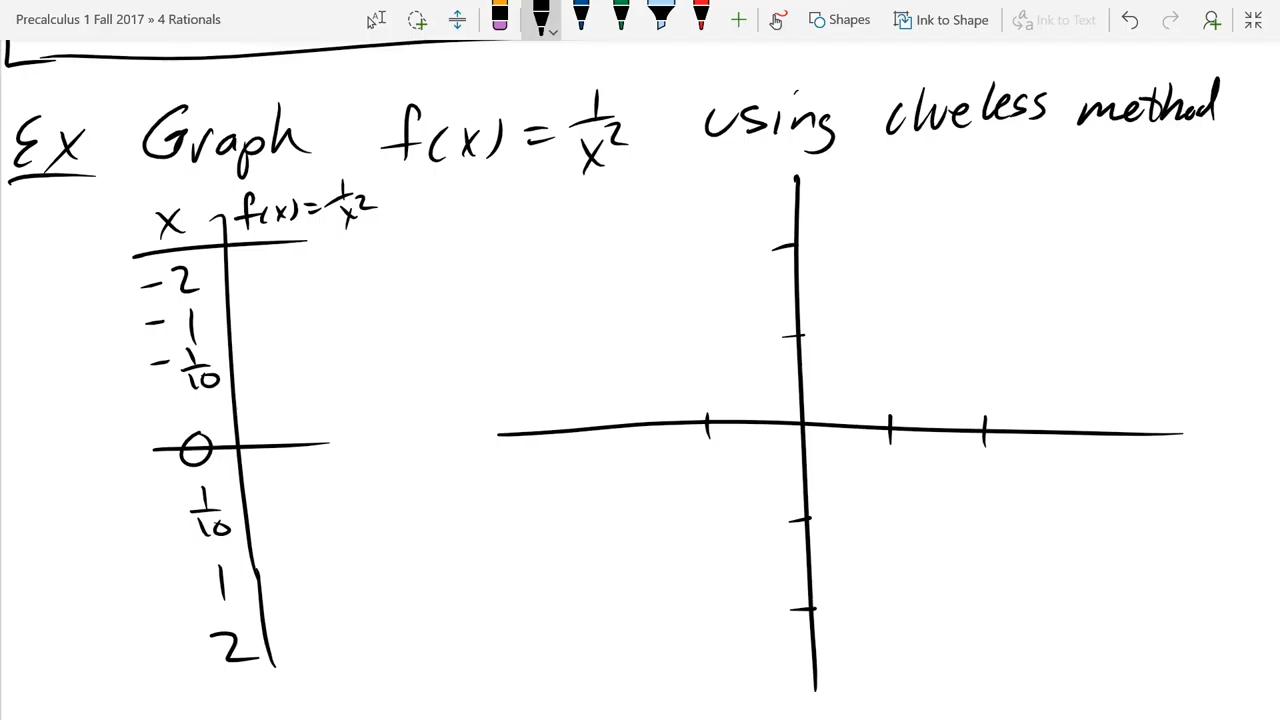 Precalculus 1 Fall 2017 » 4 Rationals
Shapes
Ink to Shape
Ink to Text
Ex Graph f(x) = 1/x² using clueless method
x f(x) = 1/x²
-2
-1
-1/10
0
1/10
1
2